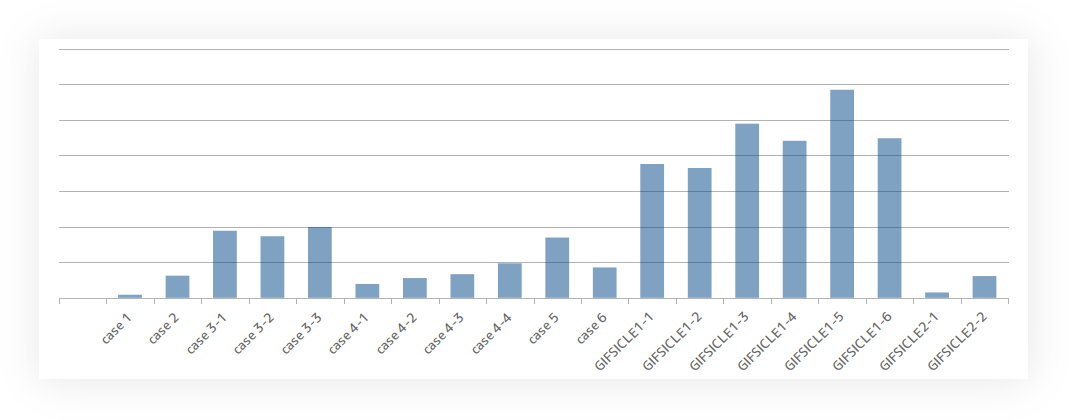 case 1
case 2
case 3-1
case 3-2
case 3-3
case 4-1
case 4-2
case 4-3
case 4-4
case 5
case 6
GIFSICLE1-1
GIFSICLE1-2
GIFSICLE1-3
GIFSICLE1-4
GIFSICLE1-5
GIFSICLE1-6
GIFSICLE2-1
GIFSICLE2-2